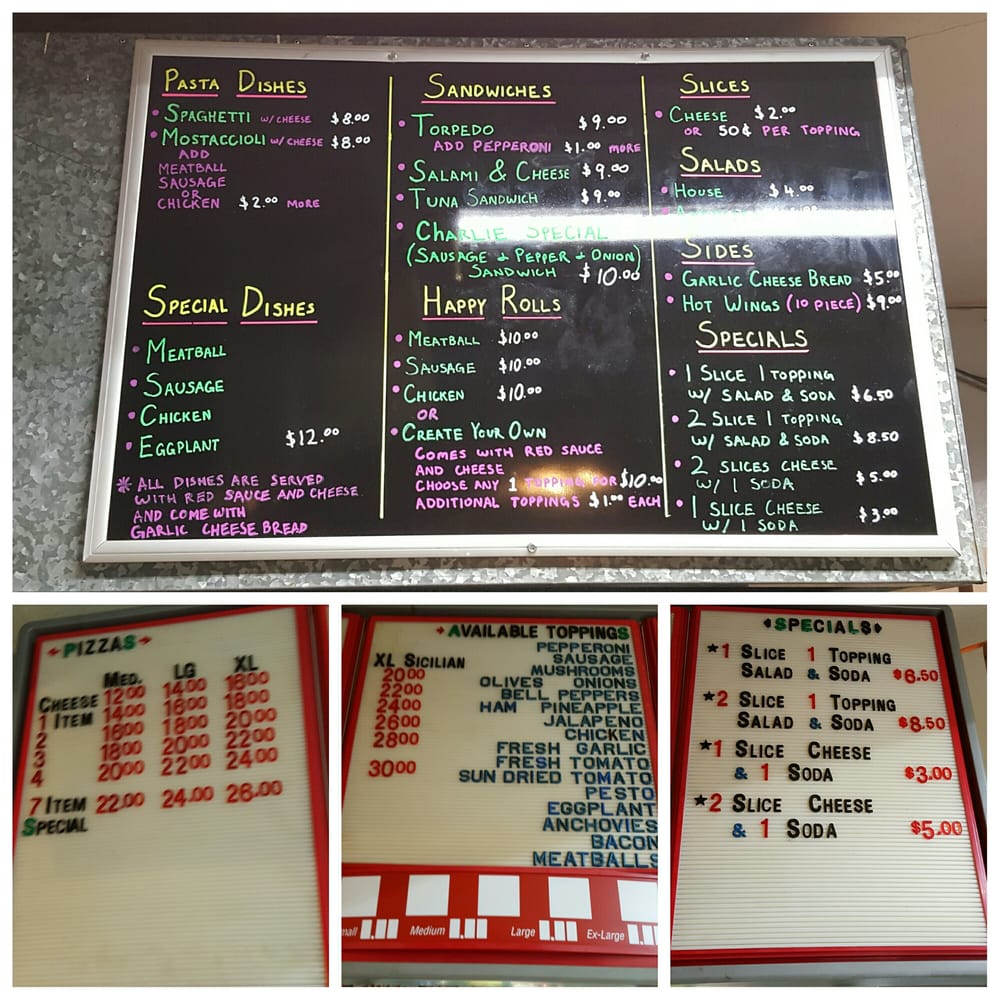 PASTA DISHES
• SPAGHETTI W/ CHEESE $8.00
• MOSTACCIOLI W/ CHEESE $8.00
ADD
MEATBALL
SAUSAGE
OR
CHICKEN $2.00 MORE
SPECIAL DISHES
• MEATBALL
• SAUSAGE
• CHICKEN
• EGGPLANT $12.00
* ALL DISHES ARE SERVED
WITH RED SAUCE AND CHEESE
AND COME WITH
GARLIC CHEESE BREAD
SANDWICHES
• TORPEDO $9.00
ADD PEPPERONI $1.00 MORE
• SALAMI & CHEESE $9.00
• TUNA SANDWICH $9.00
• CHARLIE SPECIAL
(SAUSAGE & PEPPER & ONION)
SANDWICH $10.00
HAPPY ROLLS
• MEATBALL $10.00
• SAUSAGE $10.00
• CHICKEN $10.00
OR
• CREATE YOUR OWN
COMES WITH RED SAUCE
AND CHEESE
CHOOSE ANY 1 TOPPING FOR $10.00
ADDITIONAL TOPPINGS $1.00 EACH
SLICES
• CHEESE $2.00
OR 50¢ PER TOPPING
SALADS
• HOUSE $4.00
SIDES
• GARLIC CHEESE BREAD $5.00
• HOT WINGS (10 PIECE) $9.00
SPECIALS
• 1 SLICE 1 TOPPING
W/ SALAD & SODA $6.50
• 2 SLICE 1 TOPPING
W/ SALAD & SODA $8.50
• 2 SLICES CHEESE
W/ 1 SODA $5.00
• 1 SLICE CHEESE
W/ 1 SODA $3.00
PIZZAS
MED. LG XL
CHEESE 12.00 14.00 18.00
1 ITEM 14.00 16.00 18.00
2 16.00 18.00 20.00
3 18.00 20.00 22.00
4 20.00 22.00 24.00
7 ITEM 22.00 24.00 26.00
SPECIAL
AVAILABLE TOPPINGS
XL SICILIAN
20.00
22.00
24.00
26.00
28.00
30.00
PEPPERONI
SAUSAGE
MUSHROOMS
OLIVES ONIONS
BELL PEPPERS
HAM PINEAPPLE
JALAPENO
CHICKEN
FRESH GARLIC
FRESH TOMATO
SUN DRIED TOMATO
PESTO
EGGPLANT
ANCHOVIES
BACON
MEATBALLS
mall Medium Large Ex-Large
SPECIALS
*1 SLICE 1 TOPPING
SALAD & SODA $6.50
*2 SLICE 1 TOPPING
SALAD & SODA $8.50
*1 SLICE CHEESE
& 1 SODA $3.00
*2 SLICE CHEESE
& 1 SODA $5.00